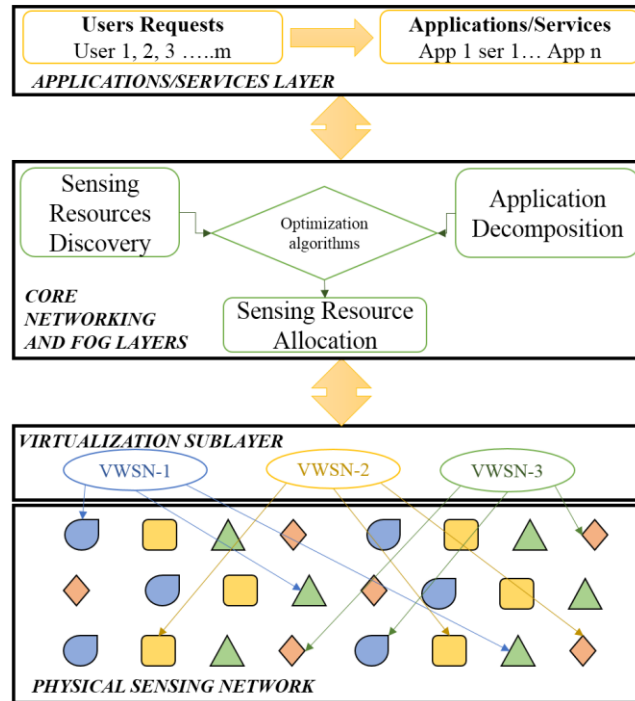 Users Requests
User 1, 2, 3 …..m
Applications/Services
App 1 ser 1… App n
APPLICATIONS/SERVICES LAYER
Sensing
Resources
Discovery
Optimization
algorithms
Application
Decomposition
CORE
NETWORKING
AND FOG LAYERS
Sensing Resource
Allocation
VIRTUALIZATION SUBLAYER
VWSN-1
VWSN-2
VWSN-3
PHYSICAL SENSING NETWORK